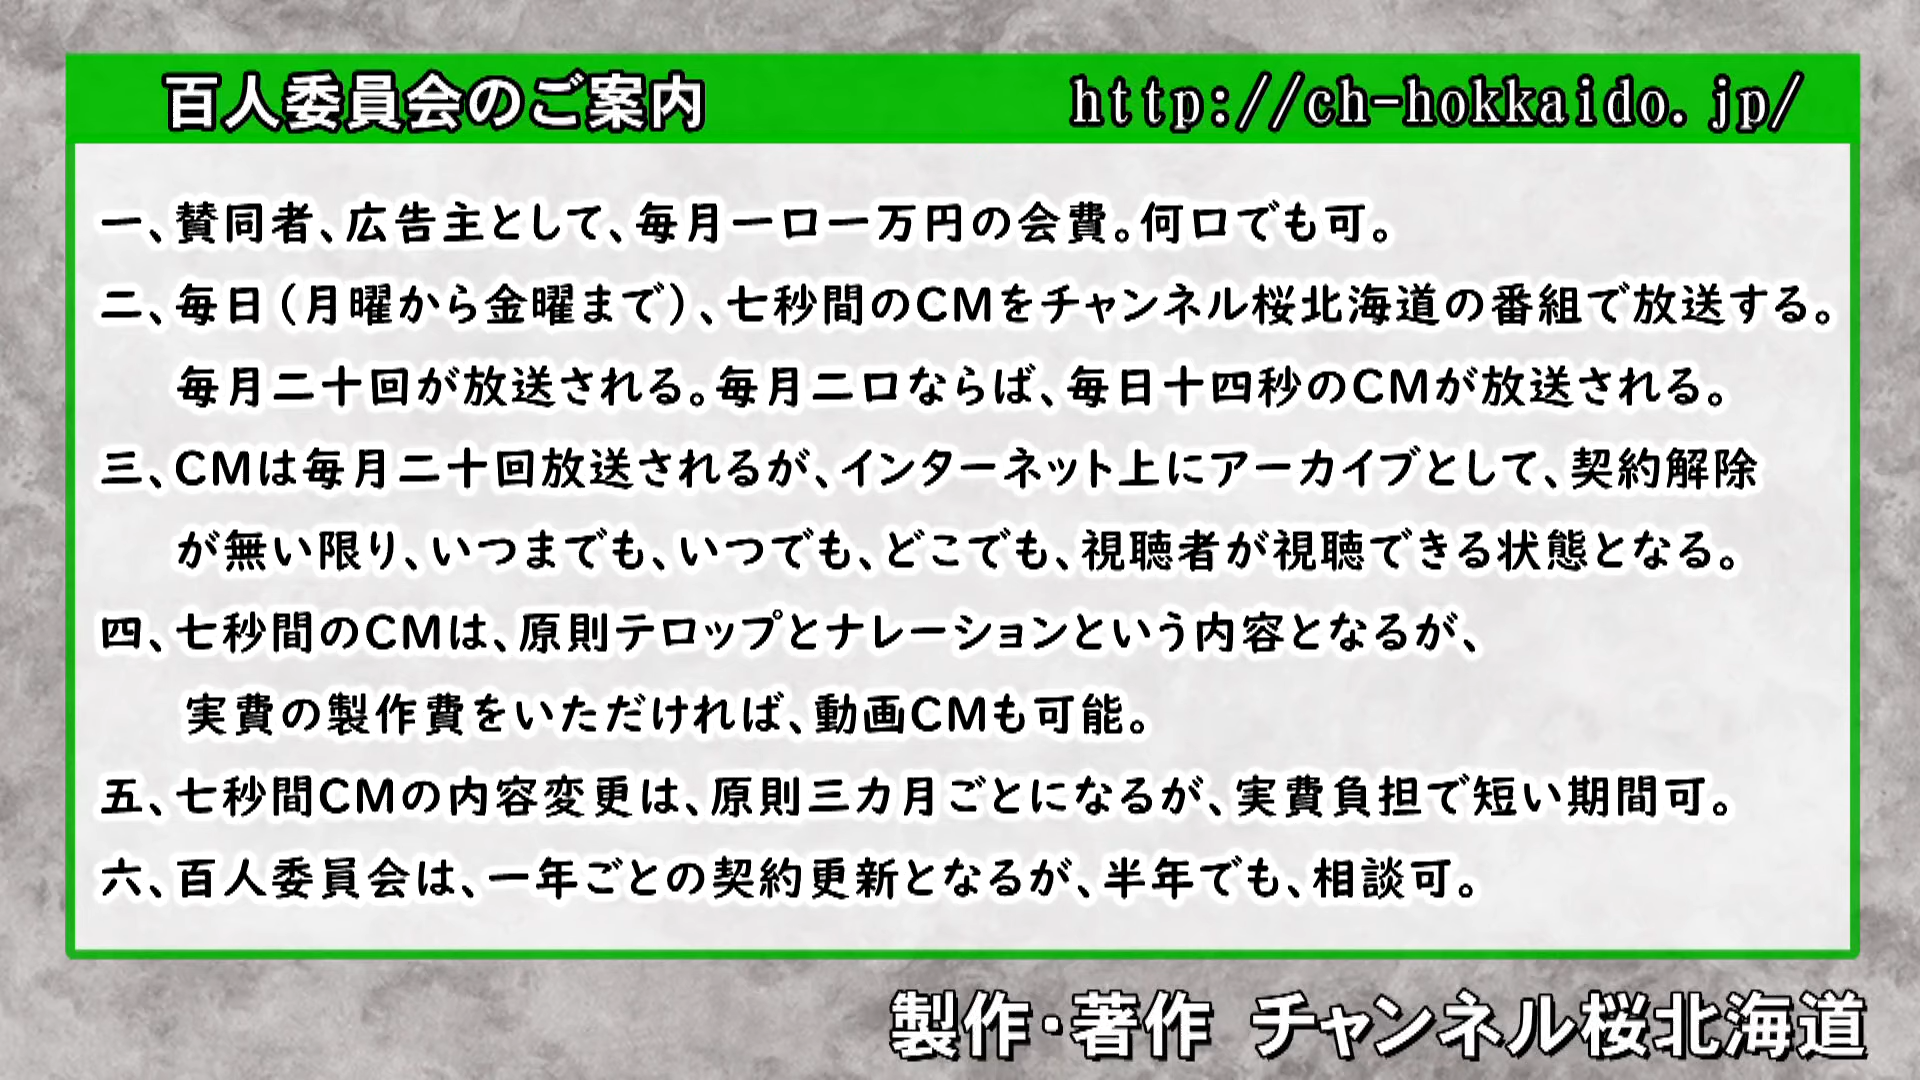 百人委員会のご案内
http://ch-hokkaido.jp/
一、賛同者、広告主として、毎月一口一万円の会費。何口でも可。
二、毎日（月曜から金曜まで）、七秒間のCMをチャンネル桜北海道の番組で放送する。
毎月二十回が放送される。毎月二口ならば、毎日十四秒のCMが放送される。
三、CMは毎月二十回放送されるが、インターネット上にアーカイブとして、契約解除
が無い限り、いつまでも、いつでも、どこでも、視聴者が視聴できる状態となる。
四、七秒間のCMは、原則テロップとナレーションという内容となるが、
実費の製作費をいただければ、動画CMも可能。
五、七秒間CMの内容変更は、原則三カ月ごとになるが、実費負担で短い期間可。
六、百人委員会は、一年ごとの契約更新となるが、半年でも、相談可。
製作・著作 チャンネル桜北海道